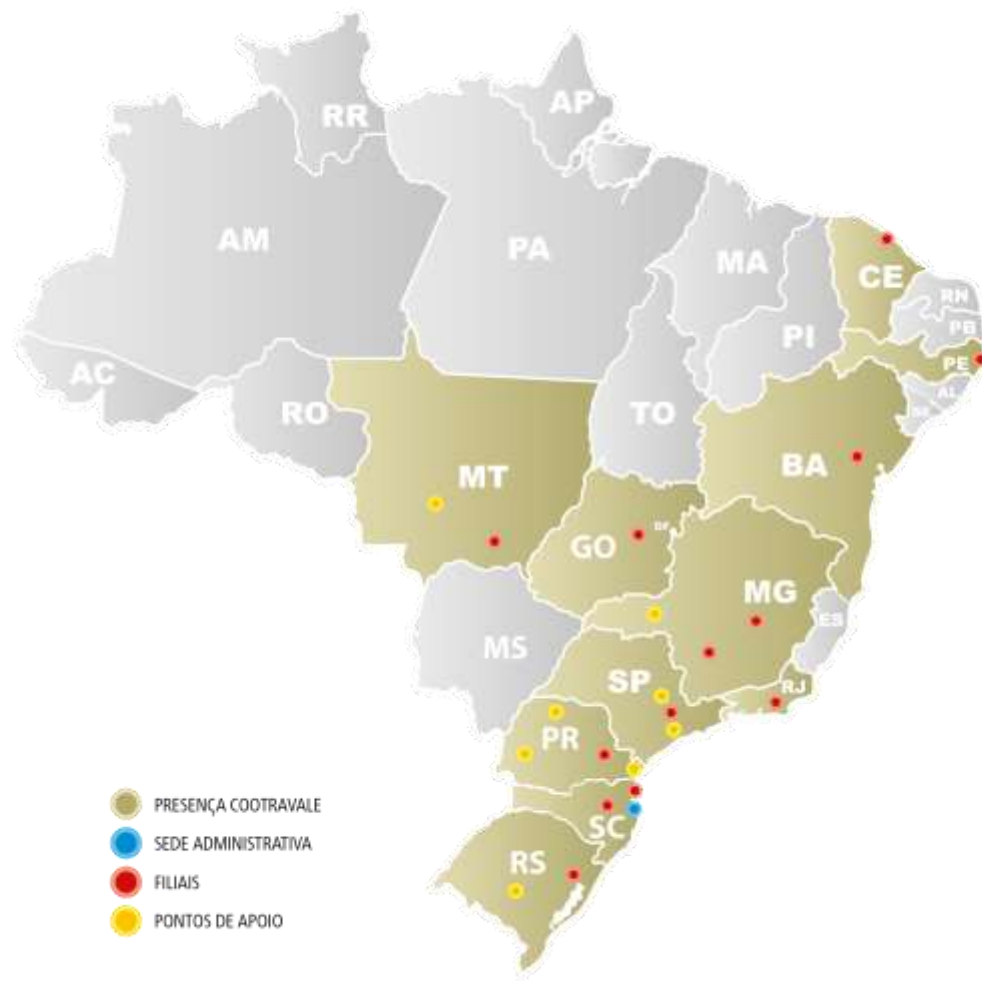 RR
AP
AM
PA
MA
CE
RN
PB
PI
PE
AC
AL
RO
TO
BA
MT
DF
GO
MG
ES
MS
SP
RJ
PR
SC
RS
PRESENÇA COOTRAVALE
SEDE ADMINISTRATIVA
FILIAIS
PONTOS DE APOIO